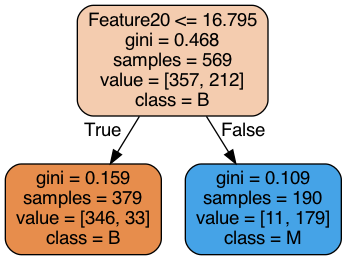 Feature20 <= 16.795
gini = 0.468
samples = 569
value = [357, 212]
class = B
True
False
gini = 0.159
samples = 379
value = [346, 33]
class = B
gini = 0.109
samples = 190
value = [11, 179]
class = M